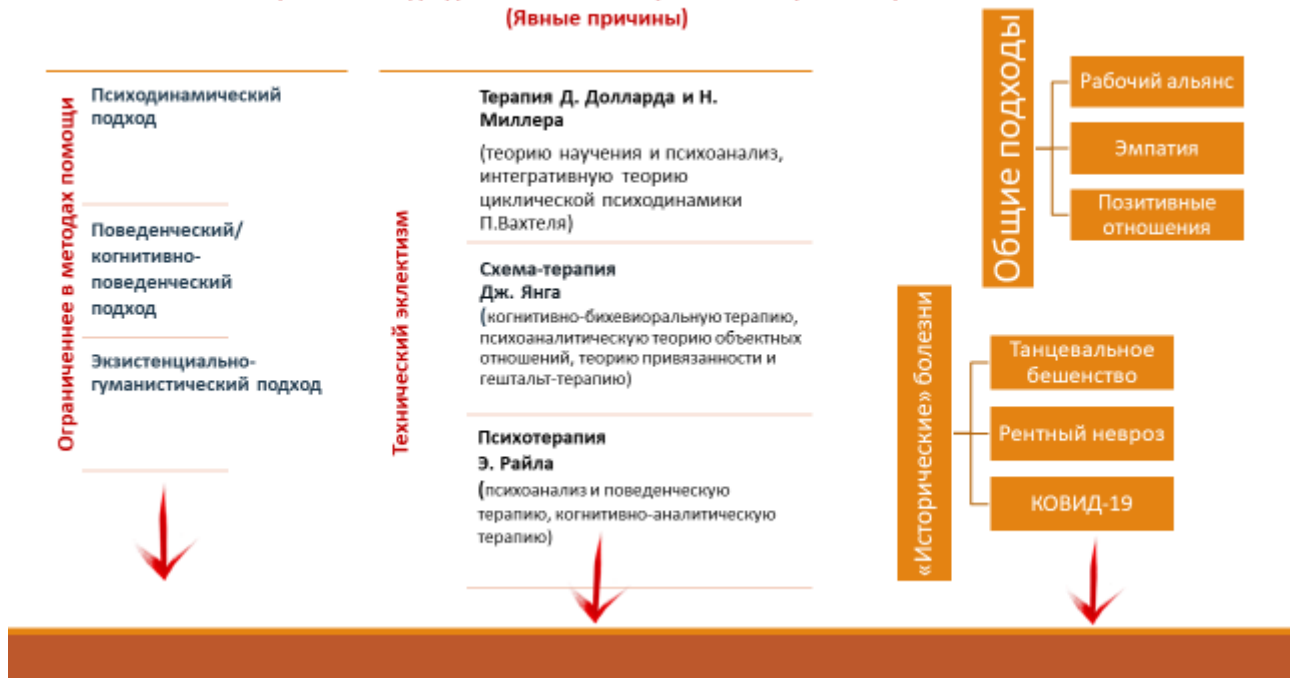 (Явные причины)
Ограниченнее в методах помощи
Психодинамический
подход
Поведенческий/
когнитивно-
поведенческий
подход
Экзистенциально-
гуманистический подход
Технический эклектизм
Терапия Д. Долларда и Н.
Миллера
(теорию научения и психоанализ,
интегративную теорию
циклической психодинамики
П.Вахтеля)
Схема-терапия
Дж. Янга
(когнитивно-бихевиоральную терапию,
психоаналитическую теорию объектных
отношений, теорию привязанности и
гештальт-терапию)
Психотерапия
Э. Райла
(психоанализ и поведенческую
терапию, когнитивно-аналитическую
терапию)
Общие подходы
Рабочий альянс
Эмпатия
Позитивные
отношения
«Исторические» болезни
Танцевальное
бешенство
Рентный невроз
КОВИД-19